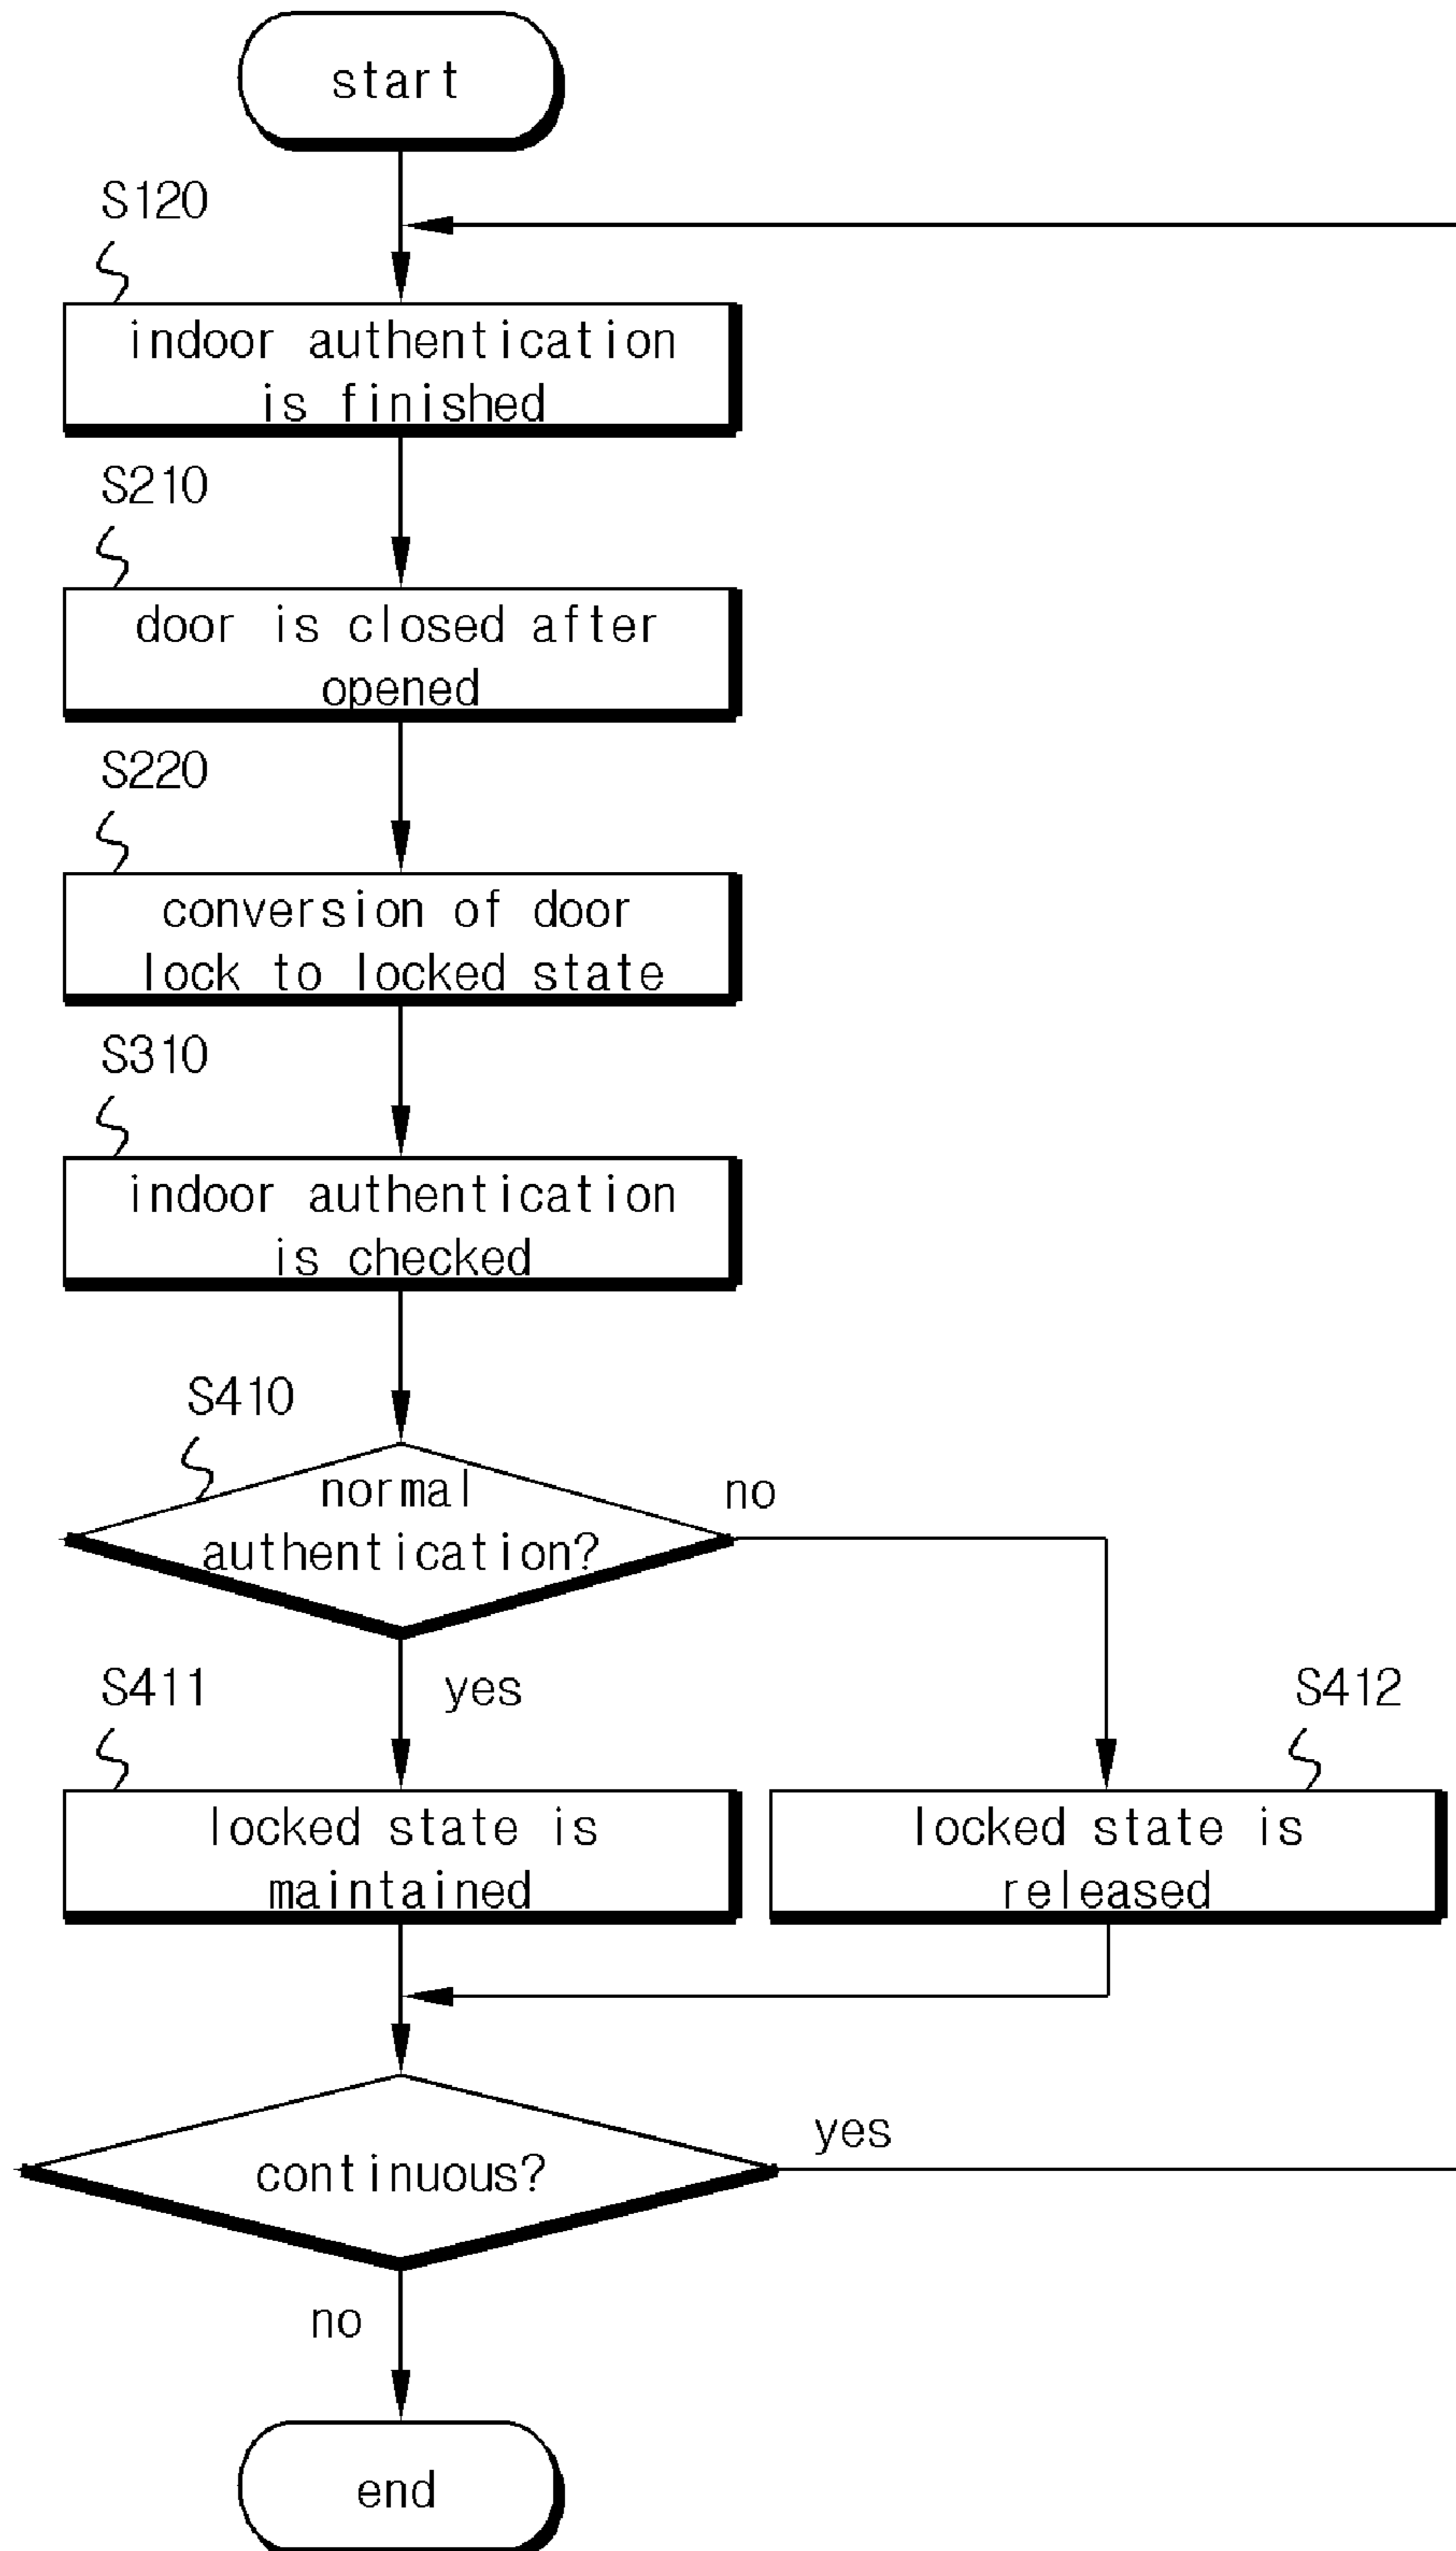 start
S120
indoor authentication
is finished
S210
door is closed after
opened
S220
conversion of door
lock to locked state
S310
indoor authentication
is checked
S410
normal
authentication?
no
yes
S411
locked state is
maintained
S412
locked state is
released
continuous?
yes
no
end